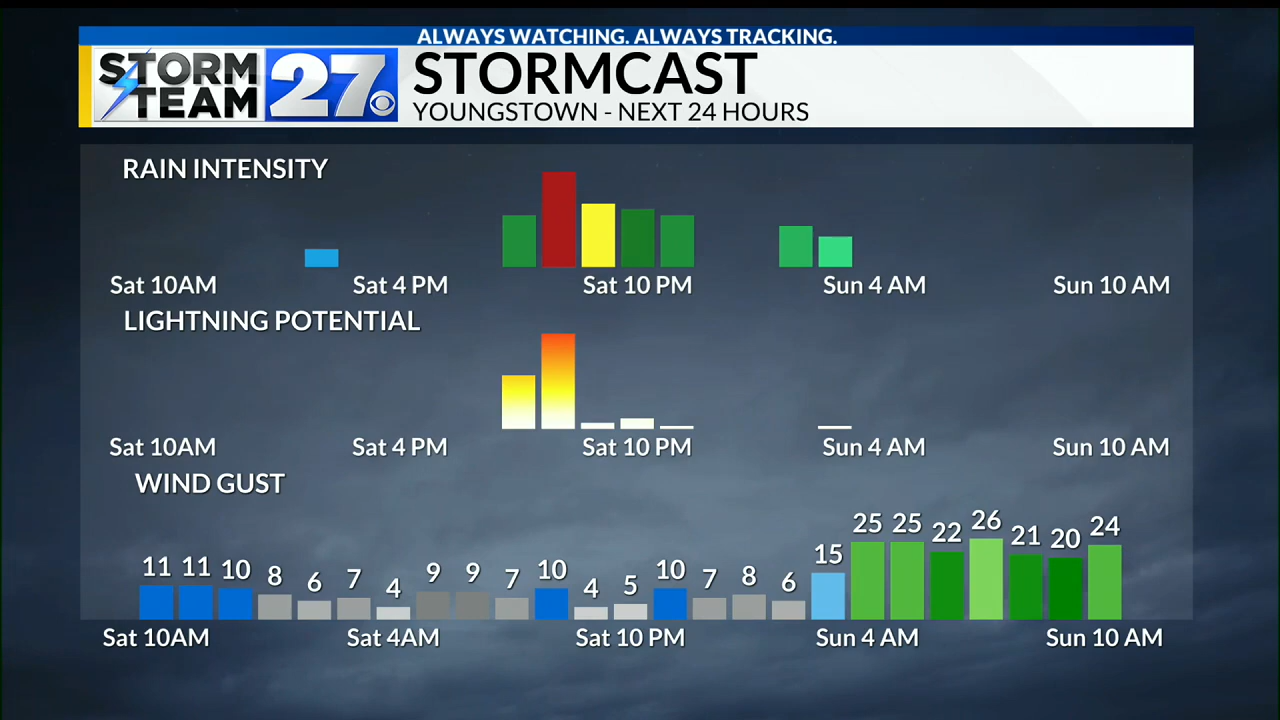 ALWAYS WATCHING. ALWAYS TRACKING.
STORM
TEAM
27
STORMCAST
YOUNGSTOWN - NEXT 24 HOURS
RAIN INTENSITY
Sat 10AM Sat 4 PM Sat 10 PM Sun 4 AM Sun 10 AM
LIGHTNING POTENTIAL
Sat 10AM Sat 4 PM Sat 10 PM Sun 4 AM Sun 10 AM
WIND GUST
11 11 10 8 6 7 4 9 9 7 10 4 5 10 7 8 6 15 25 25 22 26 21 20 24
Sat 10AM Sat 4AM Sat 10 PM Sun 4 AM Sun 10 AM